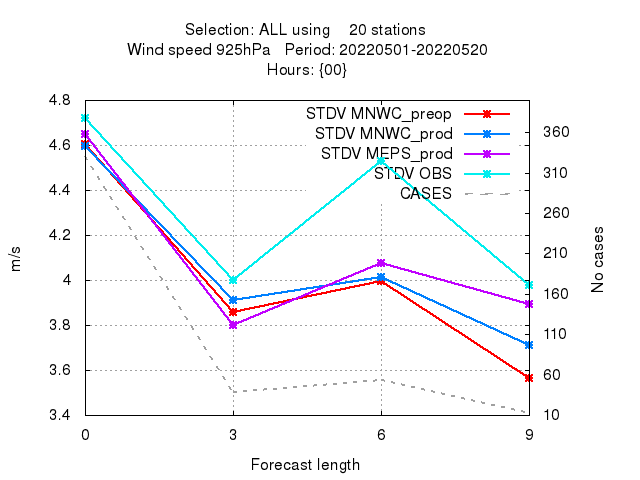 Selection: ALL using    20 stations
Wind speed 925hPa   Period: 20220501-20220520
Hours: {00}
STDV MNWC_preop
STDV MNWC_prod
STDV MEPS_prod
STDV OBS
CASES
4.8
4.6
4.4
4.2
4
3.8
3.6
3.4
m/s
360
310
260
210
160
110
60
10
No cases
0 3 6 9
Forecast length